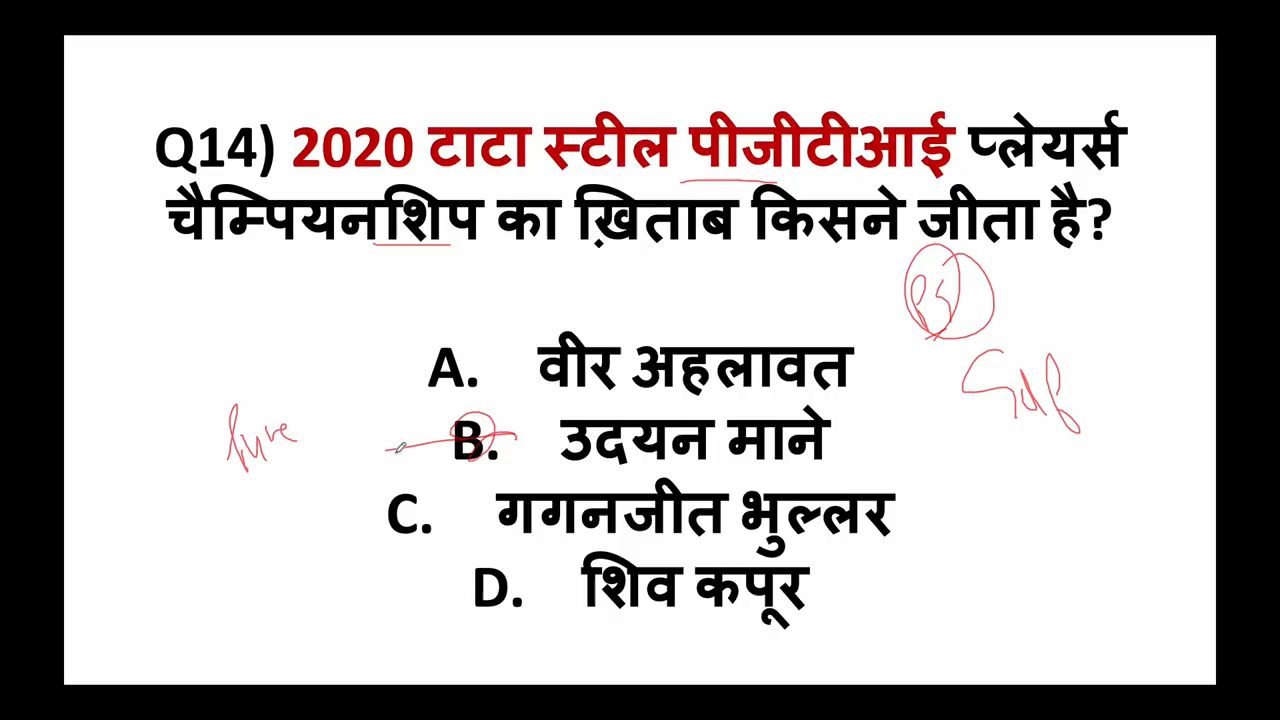 Q14) 2020 टाटा स्टील पीजीटीआई प्लेयर्स
चैम्पियनशिप का ख़िताब किसने जीता है?
A. वीर अहलावत
B. उदयन माने
C. गगनजीत भुल्लर
D. शिव कपूर